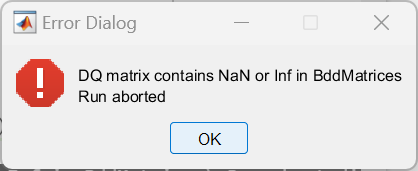 Error Dialog
DQ matrix contains NaN or Inf in BddMatrices
Run aborted
OK